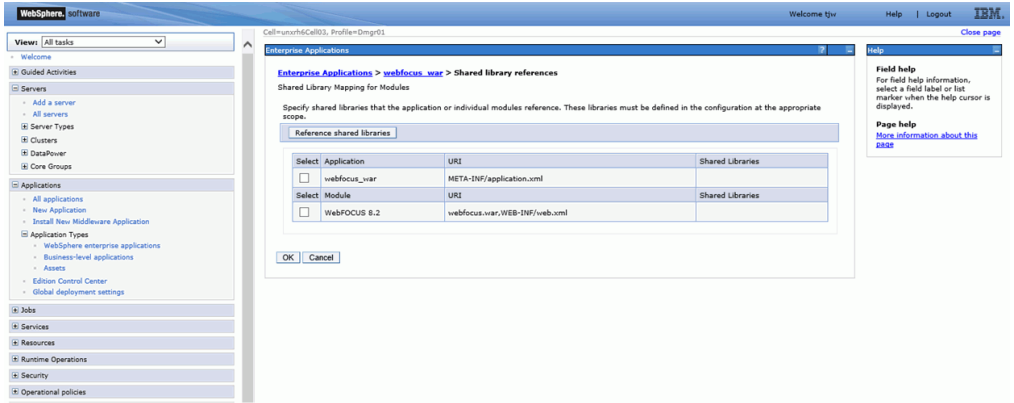 WebSphere. software
Welcome tjw
Help | Logout
IBM.
View: All tasks
Welcome
Guided Activities
Servers
Add a server
All servers
Server Types
Clusters
DataPower
Core Groups
Applications
All applications
New Application
Install New Middleware Application
Application Types
WebSphere enterprise applications
Business-level applications
Assets
Edition Control Center
Global deployment settings
Jobs
Services
Resources
Runtime Operations
Security
Operational policies
Cell=unxrh6Cell03, Profile=Dmgr01
Close page
Enterprise Applications
Enterprise Applications > webfocus_war > Shared library references
Shared Library Mapping for Modules
Specify shared libraries that the application or individual modules reference. These libraries must be defined in the configuration at the appropriate
scope.
Reference shared libraries
Select Application URI Shared Libraries
webfocus_war META-INF/application.xml
Select Module URI Shared Libraries
WebFOCUS 8.2 webfocus.war,WEB-INF/web.xml
OK Cancel
Help
Field help
For field help information,
select a field label or list
marker when the help cursor is
displayed.
Page help
More information about this
page